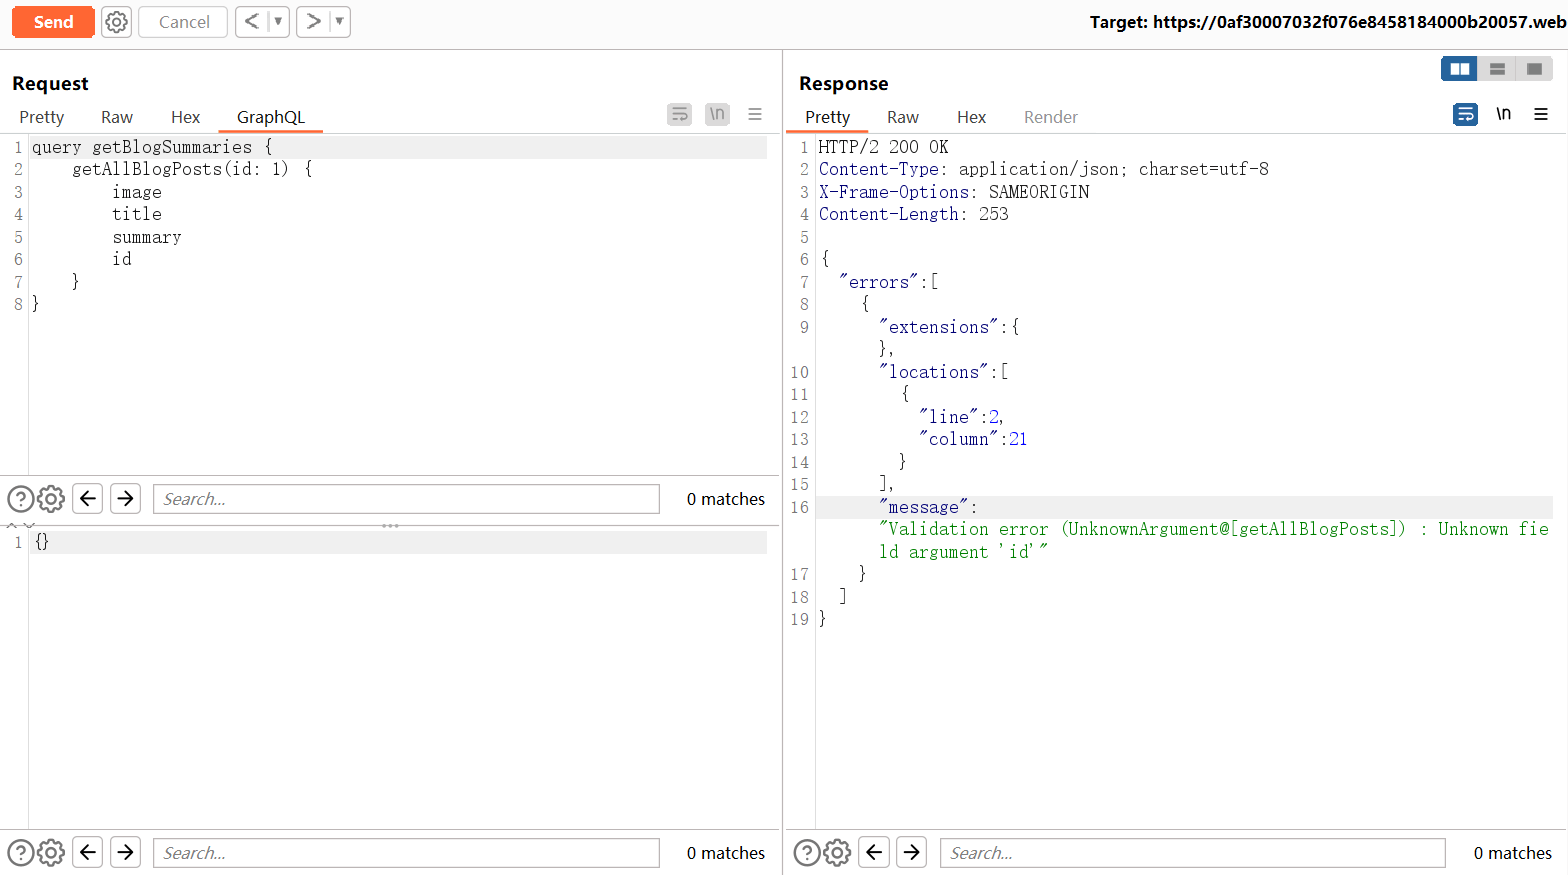 Send
Cancel
Target: https://0af30007032f076e8458184000b20057.web
Request
Pretty Raw Hex GraphQL
\n
1 query getBlogSummaries {
2 getAllBlogPosts(id: 1) {
3 image
4 title
5 summary
6 id
7 }
8 }
Search...
0 matches
1 {}
Search...
0 matches
Response
Pretty Raw Hex Render
\n
1 HTTP/2 200 OK
2 Content-Type: application/json; charset=utf-8
3 X-Frame-Options: SAMEORIGIN
4 Content-Length: 253
5
6 {
7 "errors":[
8 {
9 "extensions":{
},
10 "locations":[
11 {
12 "line":2,
13 "column":21
14 }
15 ],
16 "message":
"Validation error (UnknownArgument@[getAllBlogPosts]) : Unknown fie
ld argument 'id'"
17 }
18 ]
19 }
Search...
0 matches